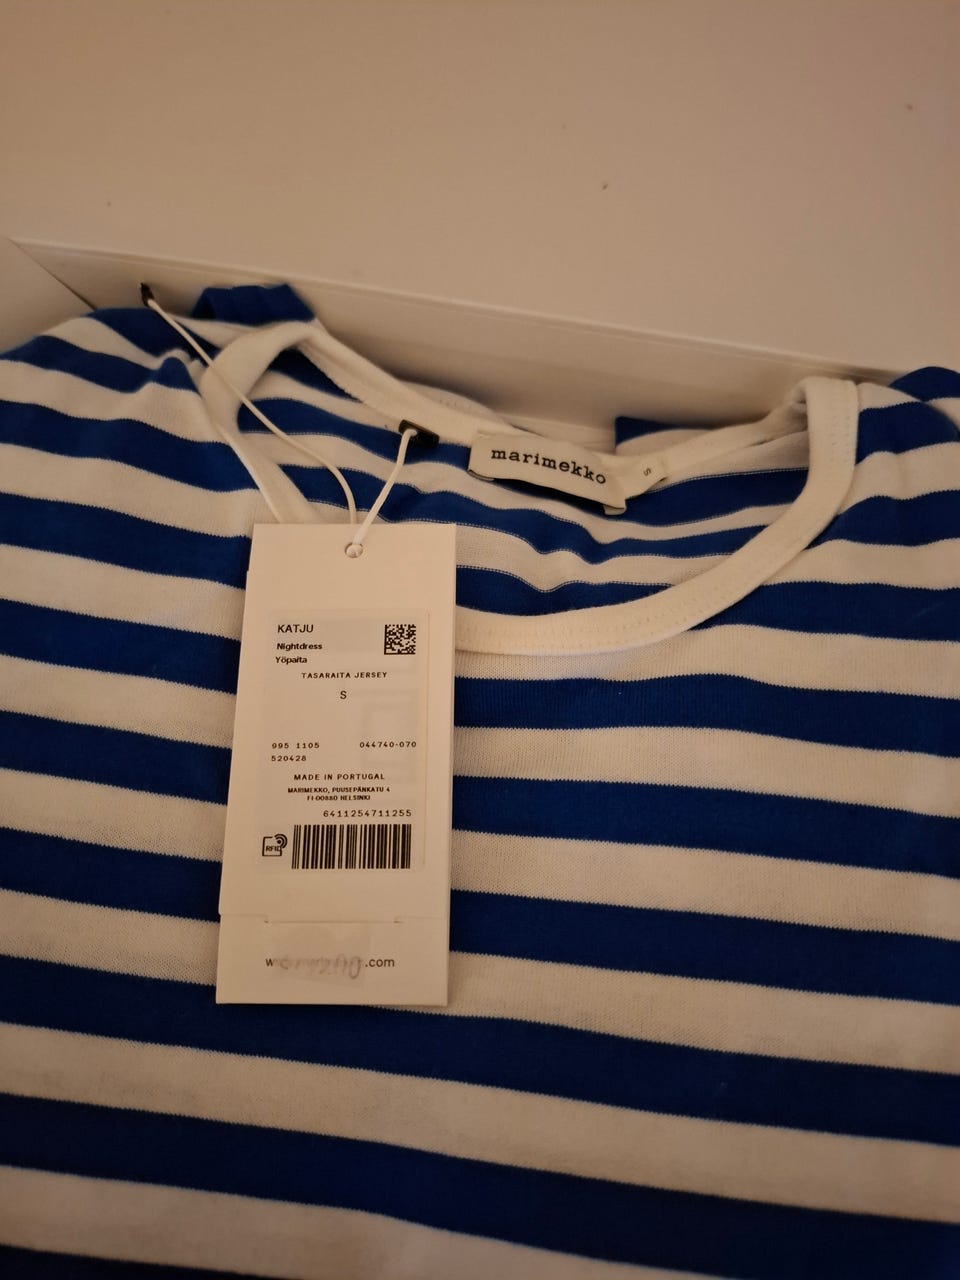 marimekko
S
KATJU
Nightdress
Yöpaita
TASARAITA JERSEY
S
995 1105 044740-070
520428
MADE IN PORTUGAL
MARIMEKKO, PUUSEPÄNKATU 4
FI-00880 HELSINKI
6411254711255
RFID
.com